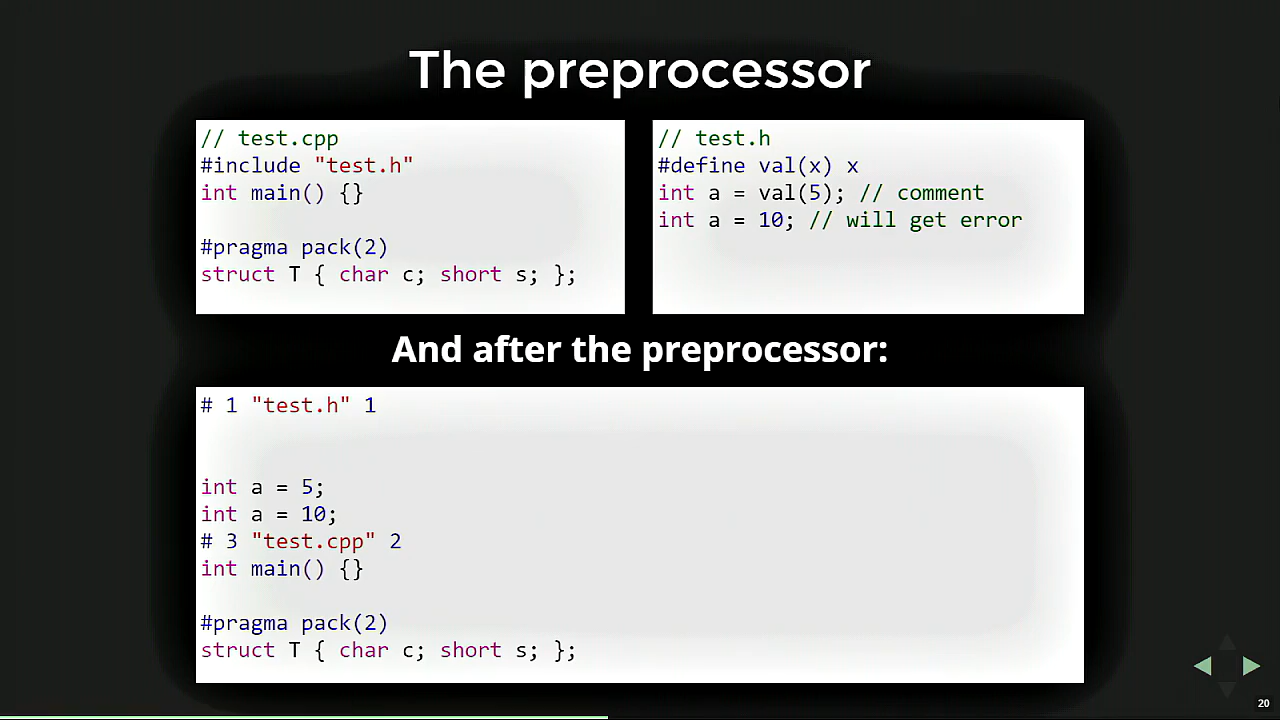 The preprocessor
// test.cpp
#include "test.h"
int main() {}
#pragma pack(2)
struct T { char c; short s; };
// test.h
#define val(x) x
int a = val(5); // comment
int a = 10; // will get error
And after the preprocessor:
# 1 "test.h" 1
int a = 5;
int a = 10;
# 3 "test.cpp" 2
int main() {}
#pragma pack(2)
struct T { char c; short s; };
20